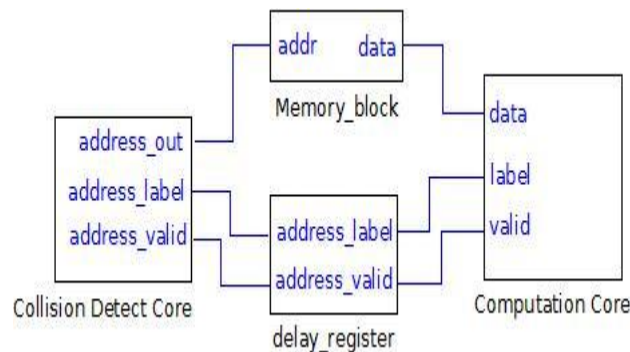 addr data
Memory_block
address_out
address_label
address_valid
Collision Detect Core
address_label
address_valid
delay_register
data
label
valid
Computation Core